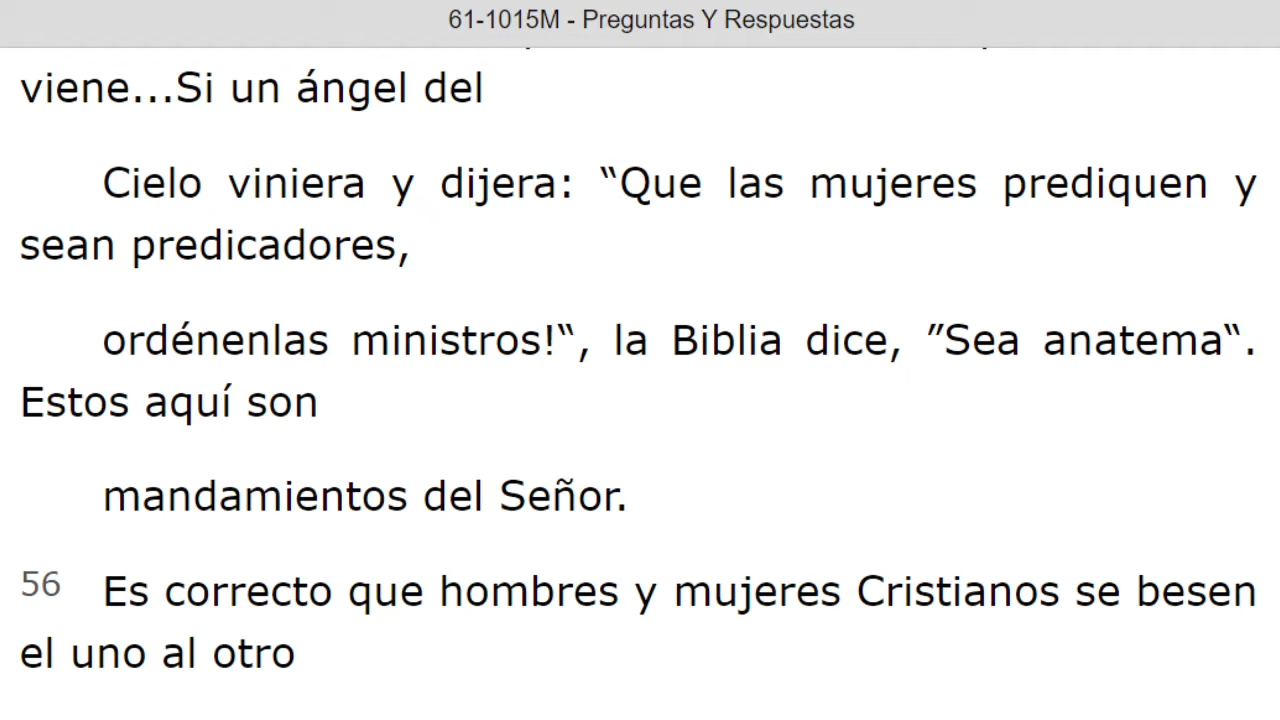 61-1015M - Preguntas Y Respuestas
viene...Si un ángel del
Cielo viniera y dijera: “Que las mujeres prediquen y
sean predicadores,
ordénenlas ministros!“, la Biblia dice, ”Sea anatema“.
Estos aquí son
mandamientos del Señor.
56 Es correcto que hombres y mujeres Cristianos se besen
el uno al otro